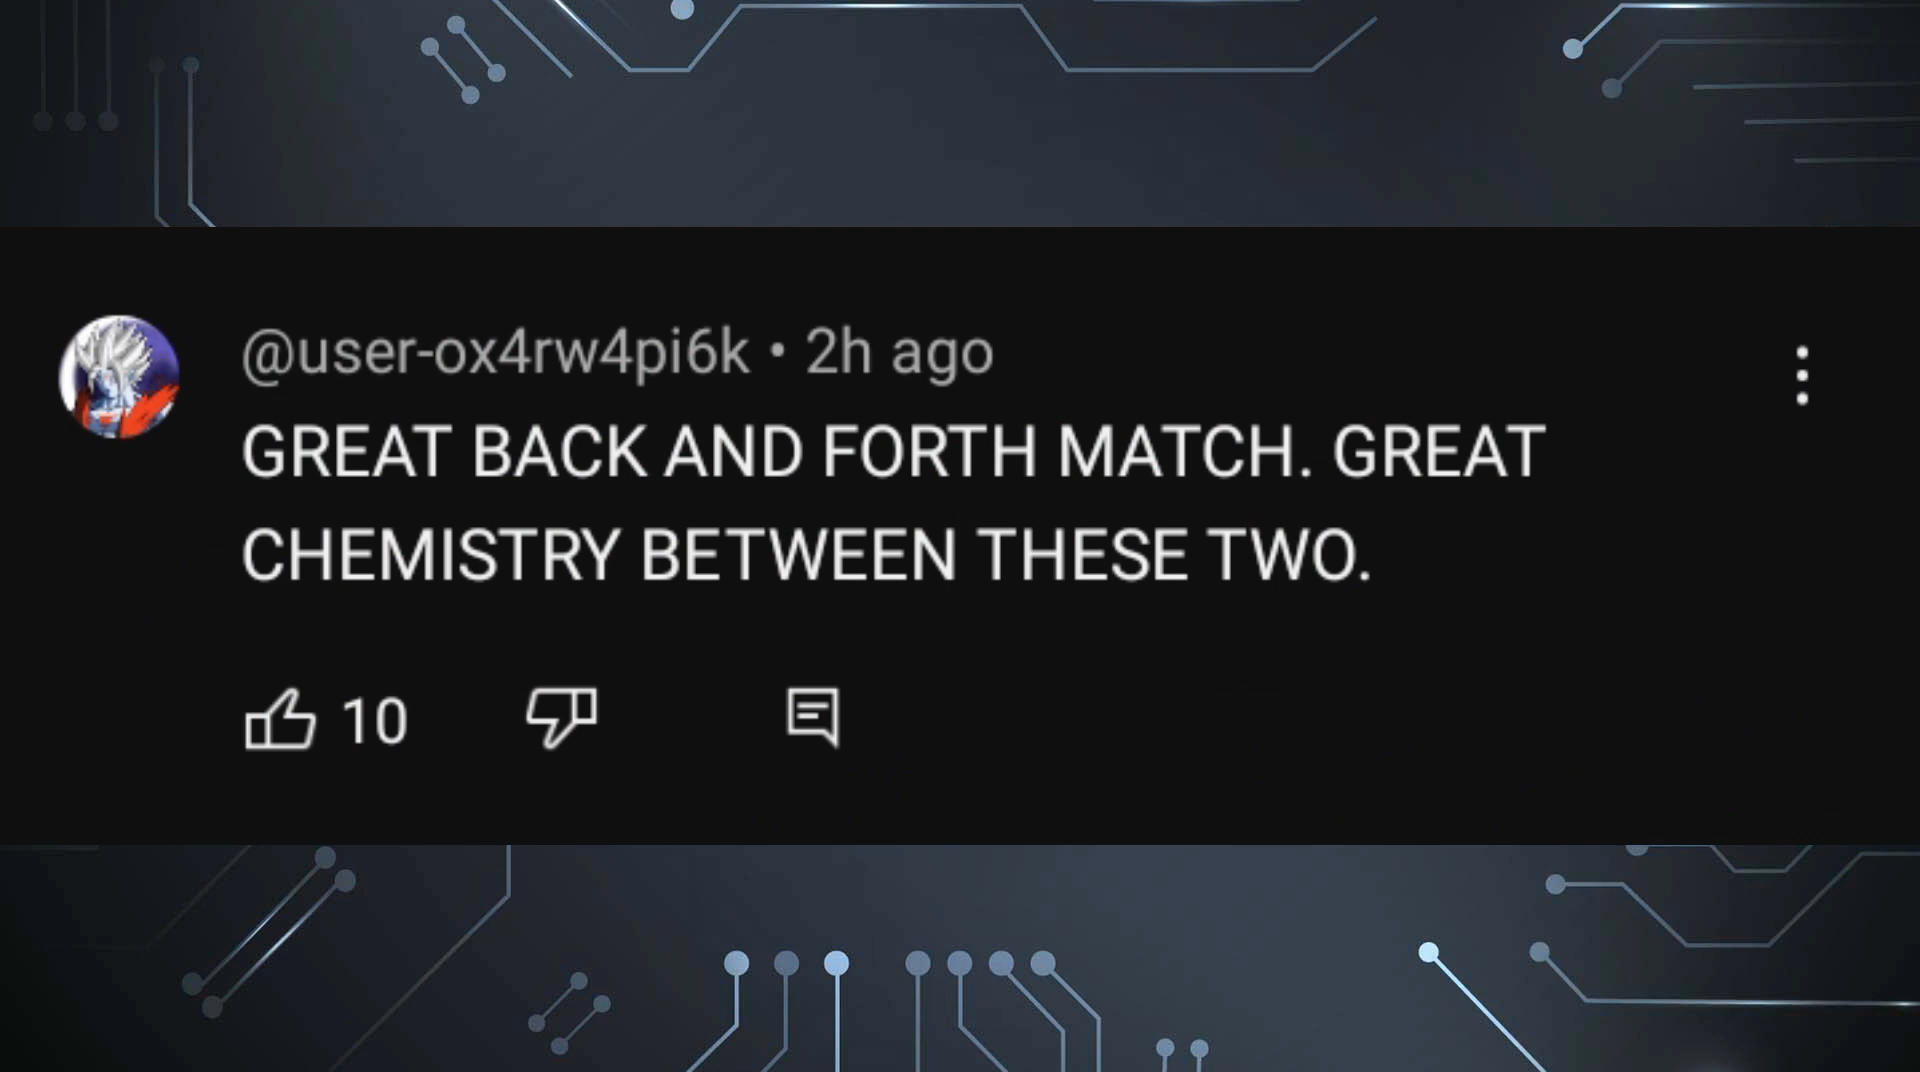 @user-ox4rw4pi6k • 2h ago
GREAT BACK AND FORTH MATCH. GREAT
CHEMISTRY BETWEEN THESE TWO.
10